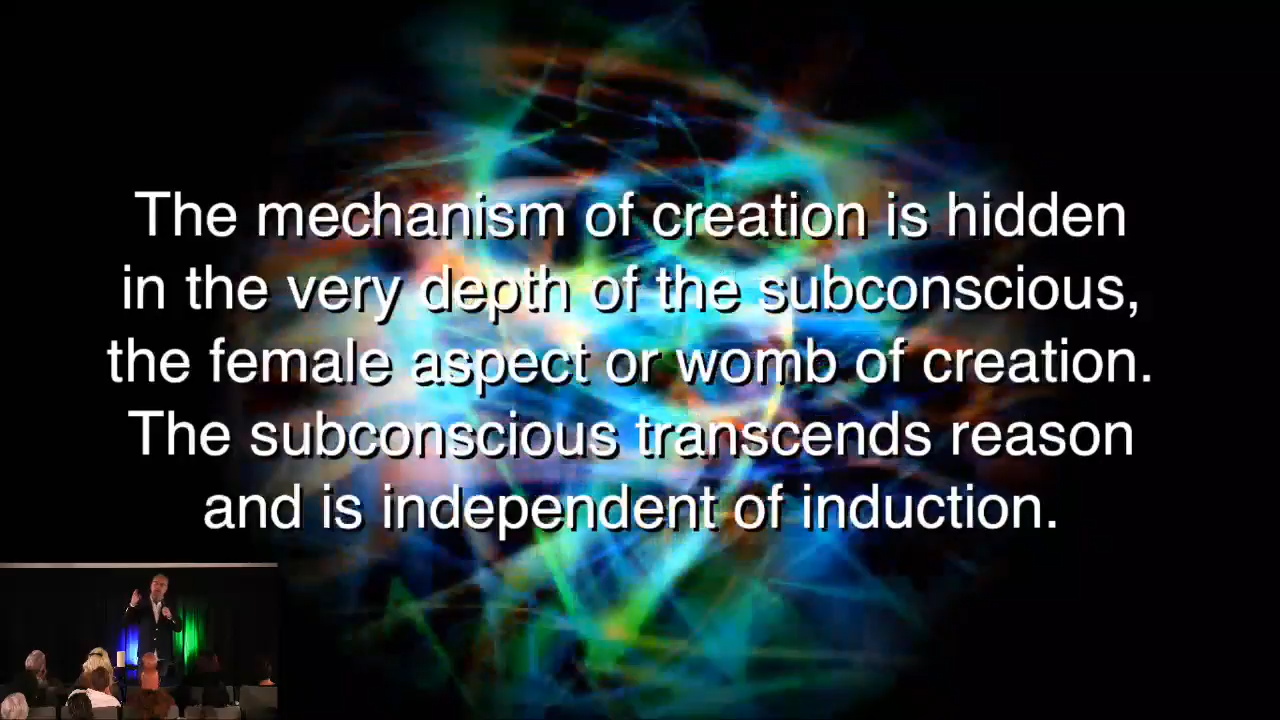 The mechanism of creation is hidden
in the very depth of the subconscious,
the female aspect or womb of creation.
The subconscious transcends reason
and is independent of induction.